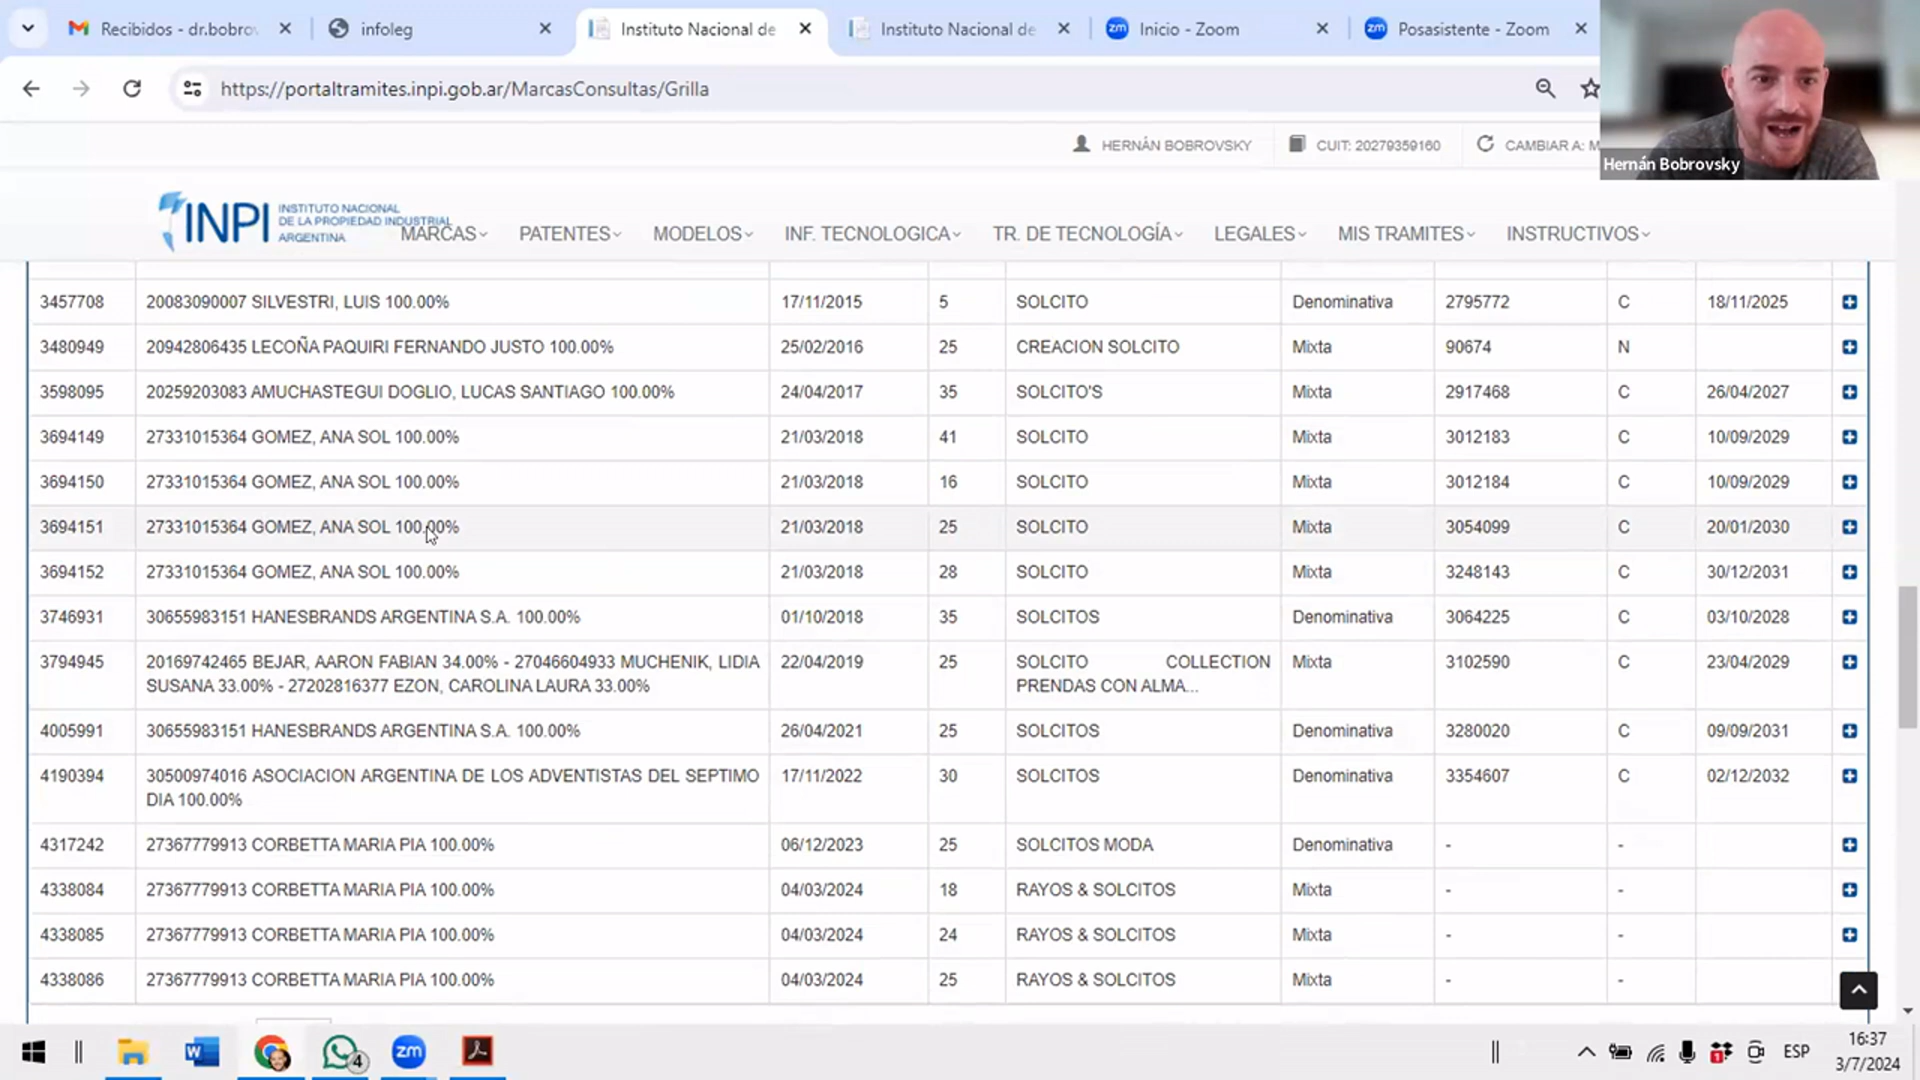 Recibidos - dr.bobrov
infoleg
Instituto Nacional de
Instituto Nacional de
Inicio - Zoom
Posasistente - Zoom
https://portaltramites.inpi.gob.ar/MarcasConsultas/Grilla
HERNÁN BOBROVSKY
CUIT: 20279359160
CAMBIAR A: M
Hernán Bobrovsky
INPI
INSTITUTO NACIONAL
DE LA PROPIEDAD INDUSTRIAL
ARGENTINA
MARCAS
PATENTES
MODELOS
INF. TECNOLOGICA
TR. DE TECNOLOGÍA
LEGALES
MIS TRAMITES
INSTRUCTIVOS
3457708 20083090007 SILVESTRI, LUIS 100.00% 17/11/2015 5 SOLCITO Denominativa 2795772 C 18/11/2025
3480949 20942806435 LECOÑA PAQUIRI FERNANDO JUSTO 100.00% 25/02/2016 25 CREACION SOLCITO Mixta 90674 N
3598095 20259203083 AMUCHASTEGUI DOGLIO, LUCAS SANTIAGO 100.00% 24/04/2017 35 SOLCITO'S Mixta 2917468 C 26/04/2027
3694149 27331015364 GOMEZ, ANA SOL 100.00% 21/03/2018 41 SOLCITO Mixta 3012183 C 10/09/2029
3694150 27331015364 GOMEZ, ANA SOL 100.00% 21/03/2018 16 SOLCITO Mixta 3012184 C 10/09/2029
3694151 27331015364 GOMEZ, ANA SOL 100.00% 21/03/2018 25 SOLCITO Mixta 3054099 C 20/01/2030
3694152 27331015364 GOMEZ, ANA SOL 100.00% 21/03/2018 28 SOLCITO Mixta 3248143 C 30/12/2031
3746931 30655983151 HANESBRANDS ARGENTINA S.A. 100.00% 01/10/2018 35 SOLCITOS Denominativa 3064225 C 03/10/2028
3794945 20169742465 BEJAR, AARON FABIAN 34.00% - 27046604933 MUCHENIK, LIDIA 22/04/2019 25 SOLCITO COLLECTION Mixta 3102590 C 23/04/2029
SUSANA 33.00% - 27202816377 EZON, CAROLINA LAURA 33.00% PRENDAS CON ALMA...
4005991 30655983151 HANESBRANDS ARGENTINA S.A. 100.00% 26/04/2021 25 SOLCITOS Denominativa 3280020 C 09/09/2031
4190394 30500974016 ASOCIACION ARGENTINA DE LOS ADVENTISTAS DEL SEPTIMO 17/11/2022 30 SOLCITOS Denominativa 3354607 C 02/12/2032
DIA 100.00%
4317242 27367779913 CORBETTA MARIA PIA 100.00% 06/12/2023 25 SOLCITOS MODA Denominativa - -
4338084 27367779913 CORBETTA MARIA PIA 100.00% 04/03/2024 18 RAYOS & SOLCITOS Mixta - -
4338085 27367779913 CORBETTA MARIA PIA 100.00% 04/03/2024 24 RAYOS & SOLCITOS Mixta - -
4338086 27367779913 CORBETTA MARIA PIA 100.00% 04/03/2024 25 RAYOS & SOLCITOS Mixta - -
4
zm
1
ESP
16:37
3/7/2024